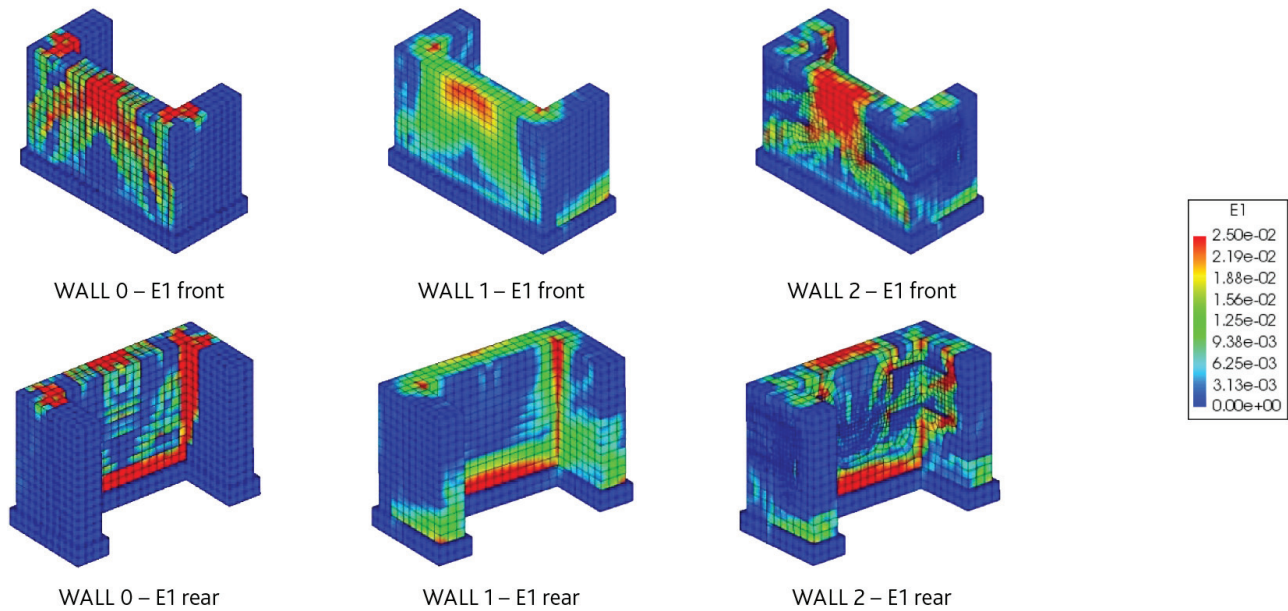 WALL 0 – E1 front
WALL 1 – E1 front
WALL 2 – E1 front
E1
2.50e-02
2.19e-02
1.88e-02
1.56e-02
1.25e-02
9.38e-03
6.25e-03
3.13e-03
0.00e+00
WALL 0 – E1 rear
WALL 1 – E1 rear
WALL 2 – E1 rear